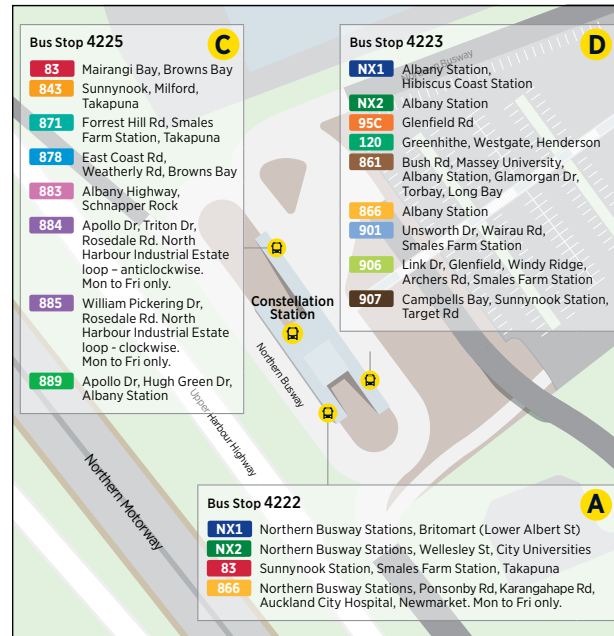 Bus Stop 4225
C
83 Mairangi Bay, Browns Bay
843 Sunnynook, Milford,
Takapuna
871 Forrest Hill Rd, Smales
Farm Station, Takapuna
878 East Coast Rd,
Weatherly Rd, Browns Bay
883 Albany Highway,
Schnapper Rock
884 Apollo Dr, Triton Dr,
Rosedale Rd. North
Harbour Industrial Estate
loop – anticlockwise.
Mon to Fri only.
885 William Pickering Dr,
Rosedale Rd. North
Harbour Industrial Estate
loop - clockwise.
Mon to Fri only.
889 Apollo Dr, Hugh Green Dr,
Albany Station
Bus Stop 4223
D
NX1 Albany Station,
Hibiscus Coast Station
NX2 Albany Station
95C Glenfield Rd
120 Greenhithe, Westgate, Henderson
861 Bush Rd, Massey University,
Albany Station, Glamorgan Dr,
Torbay, Long Bay
866 Albany Station
901 Unsworth Dr, Wairau Rd,
Smales Farm Station
906 Link Dr, Glenfield, Windy Ridge,
Archers Rd, Smales Farm Station
907 Campbells Bay, Sunnynook Station,
Target Rd
Busway
Constellation
Station
Northern Busway
Upper Harbour Highway
Northern Motorway
Bus Stop 4222
A
NX1 Northern Busway Stations, Britomart (Lower Albert St)
NX2 Northern Busway Stations, Wellesley St, City Universities
83 Sunnynook Station, Smales Farm Station, Takapuna
866 Northern Busway Stations, Ponsonby Rd, Karangahape Rd,
Auckland City Hospital, Newmarket. Mon to Fri only.